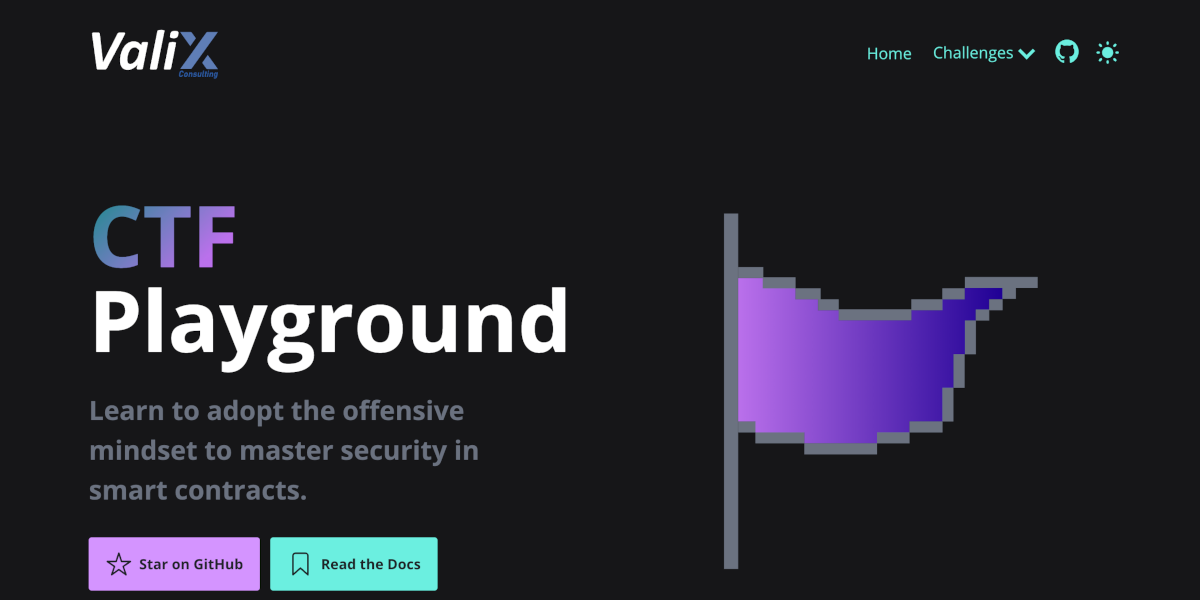 ValiX
Consulting
Home
Challenges
CTF
Playground
Learn to adopt the offensive
mindset to master security in
smart contracts.
Star on GitHub
Read the Docs